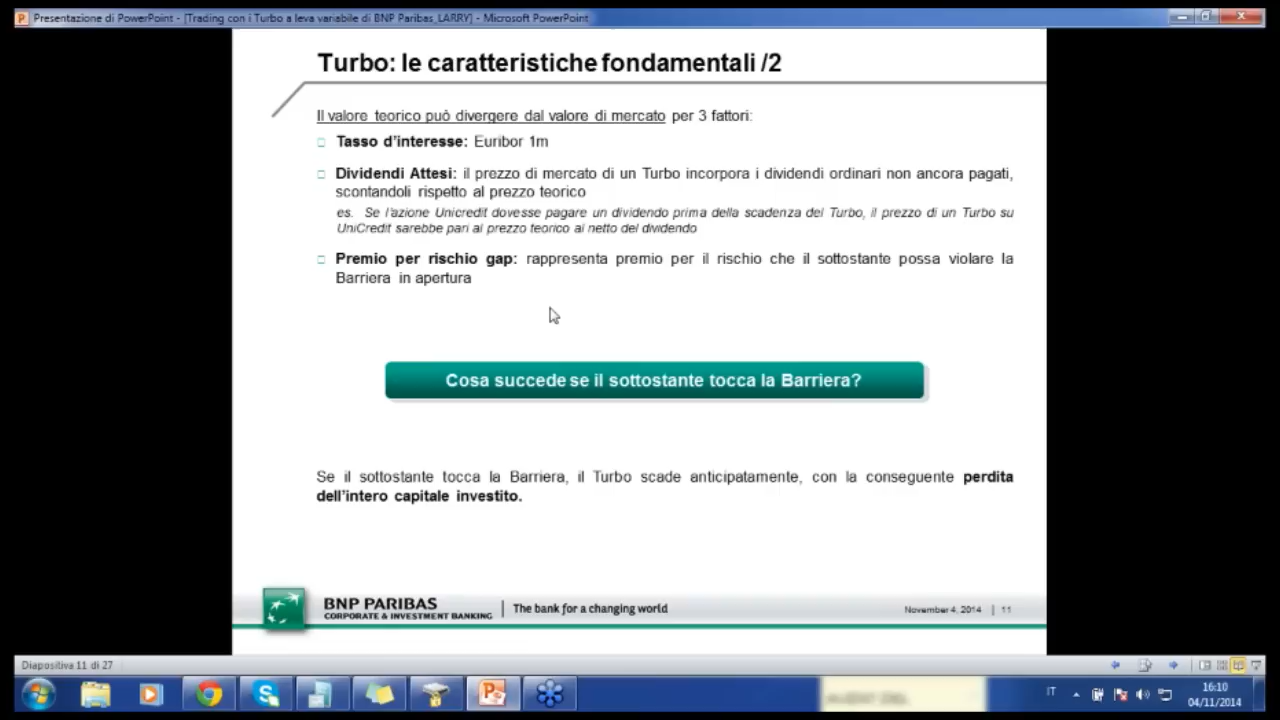 Presentazione di PowerPoint - [Trading con i Turbo a leva variabile di BNP Paribas_LARRY] - Microsoft PowerPoint
Turbo: le caratteristiche fondamentali /2
Il valore teorico può divergere dal valore di mercato per 3 fattori:
Tasso d'interesse: Euribor 1m
Dividendi Attesi: il prezzo di mercato di un Turbo incorpora i dividendi ordinari non ancora pagati,
scontandoli rispetto al prezzo teorico
es. Se l'azione Unicredit dovesse pagare un dividendo prima della scadenza del Turbo, il prezzo di un Turbo su
UniCredit sarebbe pari al prezzo teorico al netto del dividendo
Premio per rischio gap: rappresenta premio per il rischio che il sottostante possa violare la
Barriera in apertura
Cosa succede se il sottostante tocca la Barriera?
Se il sottostante tocca la Barriera, il Turbo scade anticipatamente, con la conseguente perdita
dell'intero capitale investito.
BNP PARIBAS
CORPORATE & INVESTMENT BANKING
The bank for a changing world
November 4, 2014 | 11
Diapositiva 11 di 27
IT
16:10
04/11/2014